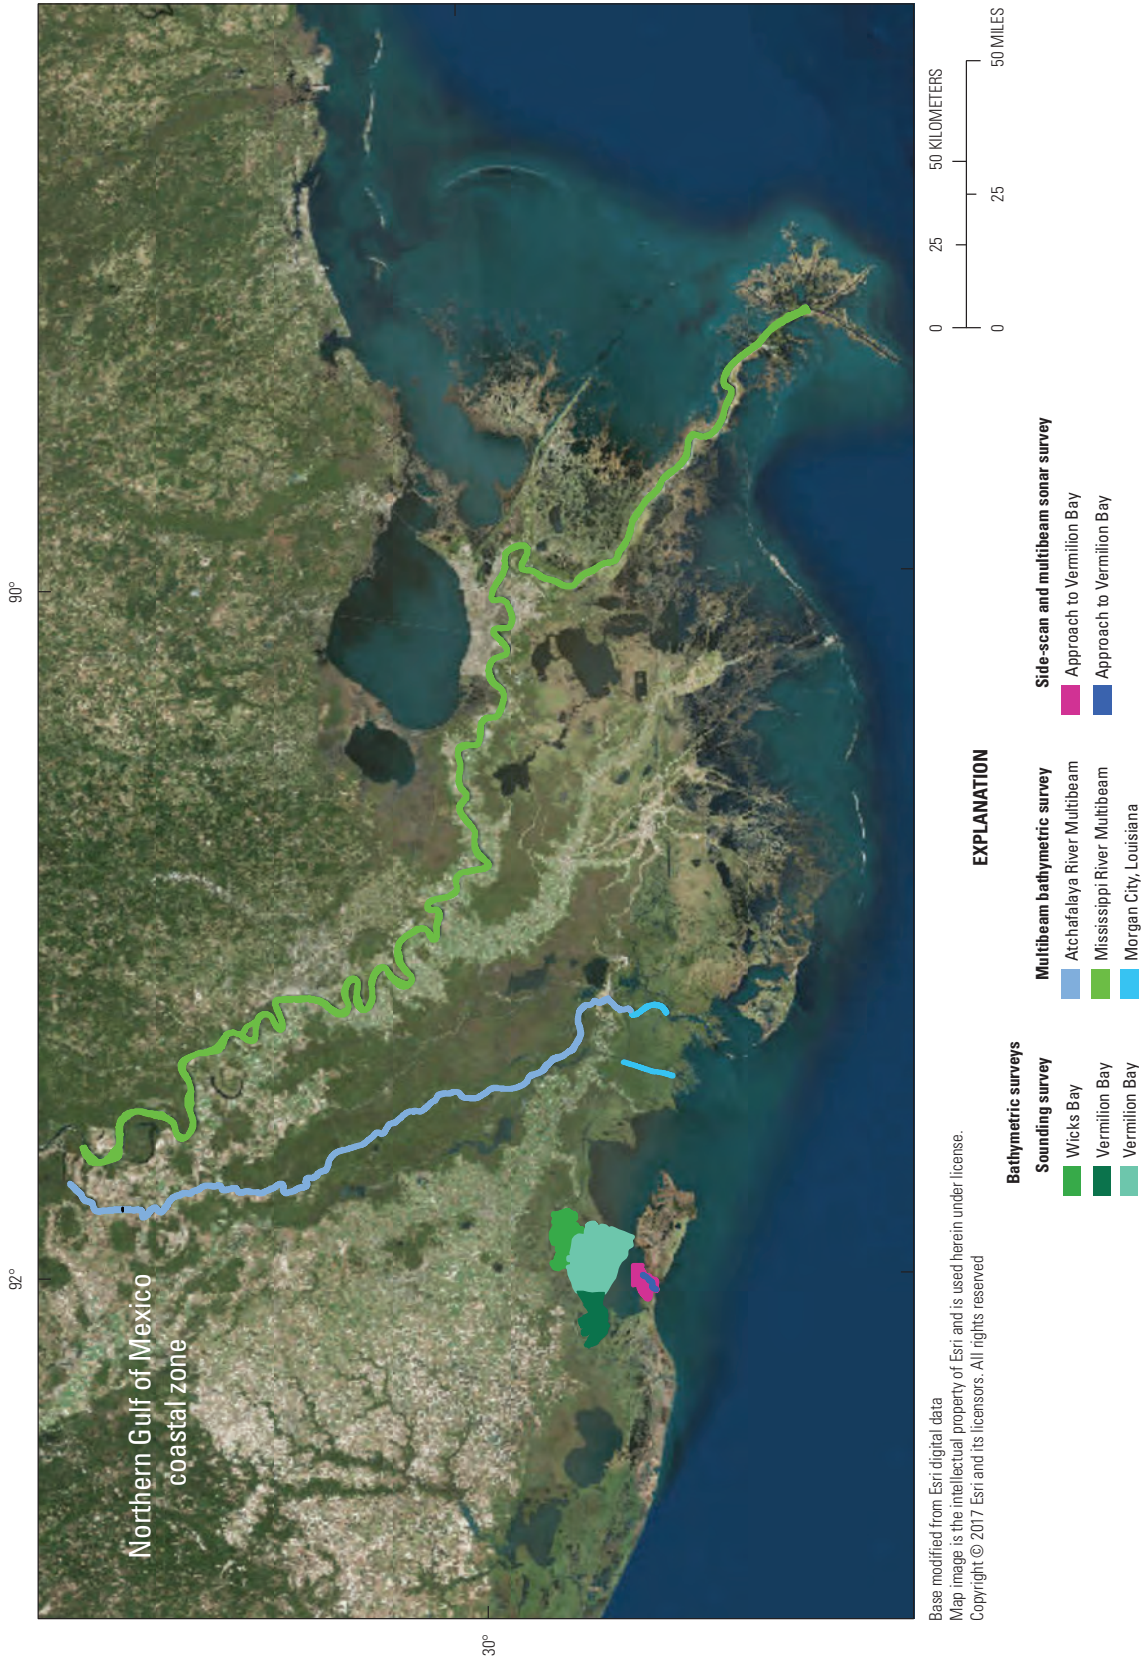 92°
90°
30°
Northern Gulf of Mexico
coastal zone
Base modified from Esri digital data
Map image is the intellectual property of Esri and is used herein under license.
Copyright © 2017 Esri and its licensors. All rights reserved
0 25 50 KILOMETERS
0 25 50 MILES
EXPLANATION
Bathymetric surveys
Sounding survey
Wicks Bay
Vermilion Bay
Vermilion Bay
Multibeam bathymetric survey
Atchafalaya River Multibeam
Mississippi River Multibeam
Morgan City, Louisiana
Side-scan and multibeam sonar survey
Approach to Vermilion Bay
Approach to Vermilion Bay